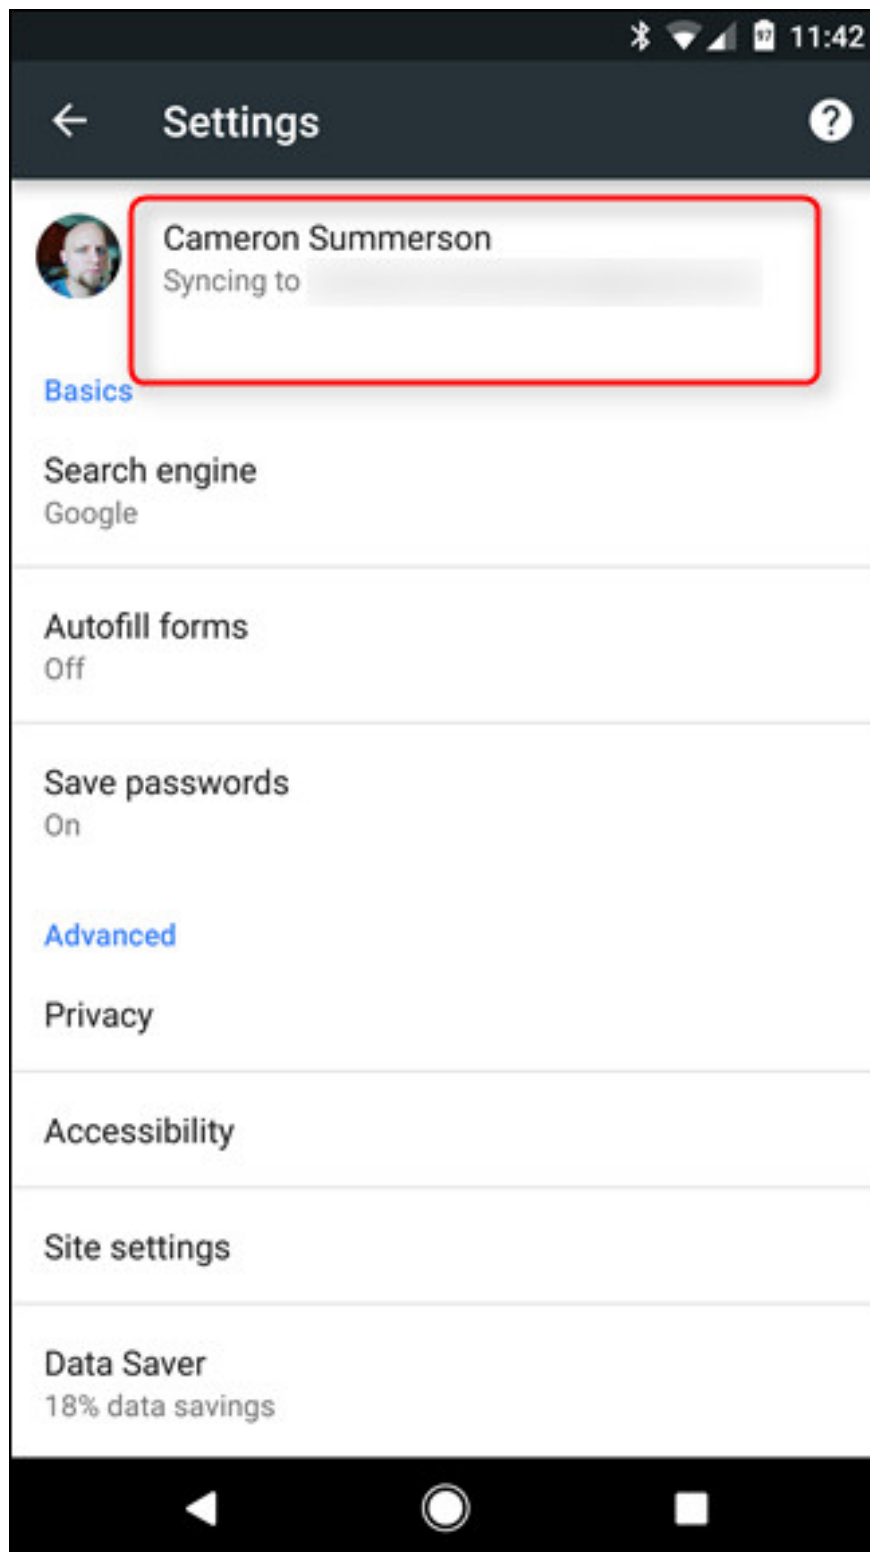 11:42
Settings
Cameron Summerson
Syncing to
Basics
Search engine
Google
Autofill forms
Off
Save passwords
On
Advanced
Privacy
Accessibility
Site settings
Data Saver
18% data savings